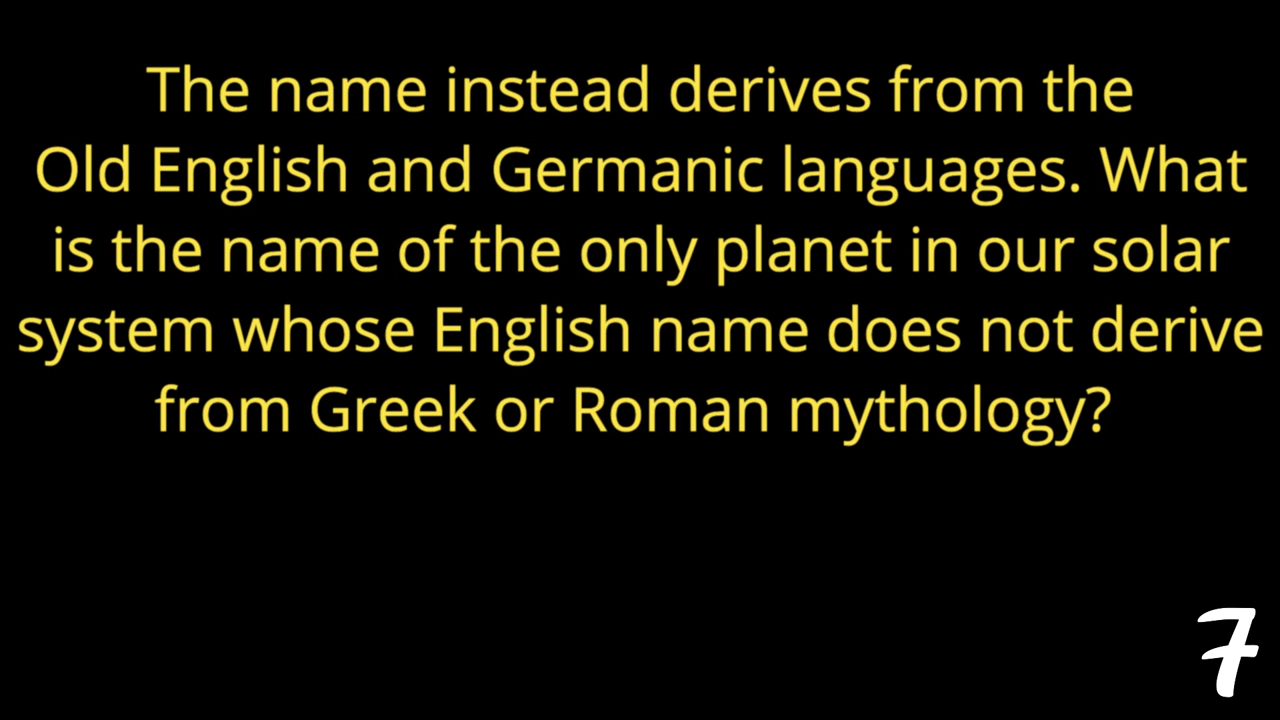 The name instead derives from the
Old English and Germanic languages. What
is the name of the only planet in our solar
system whose English name does not derive
from Greek or Roman mythology?
7